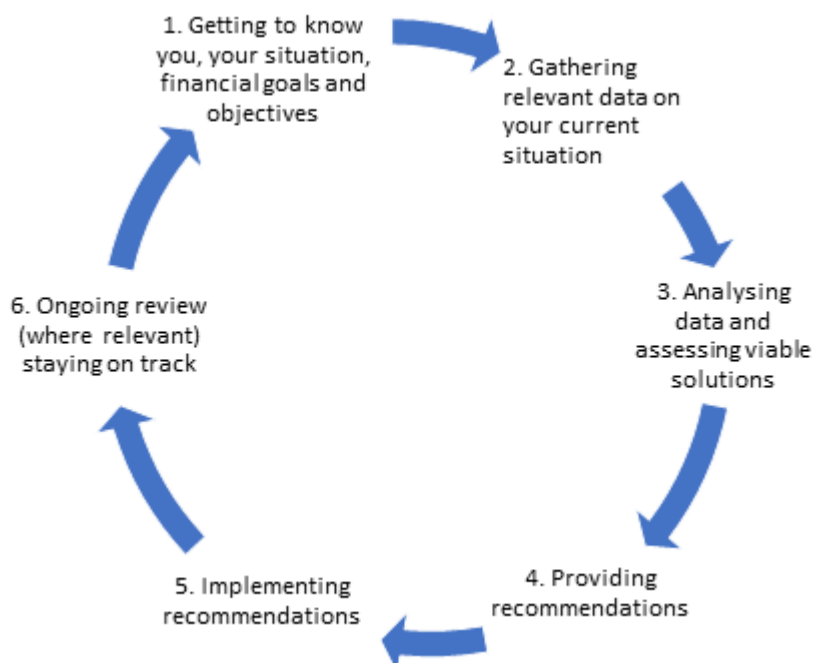 1. Getting to know
you, your situation,
financial goals and
objectives
2. Gathering
relevant data on
your current
situation
3. Analysing
data and
assessing viable
solutions
4. Providing
recommendations
5. Implementing
recommendations
6. Ongoing review
(where relevant)
staying on track